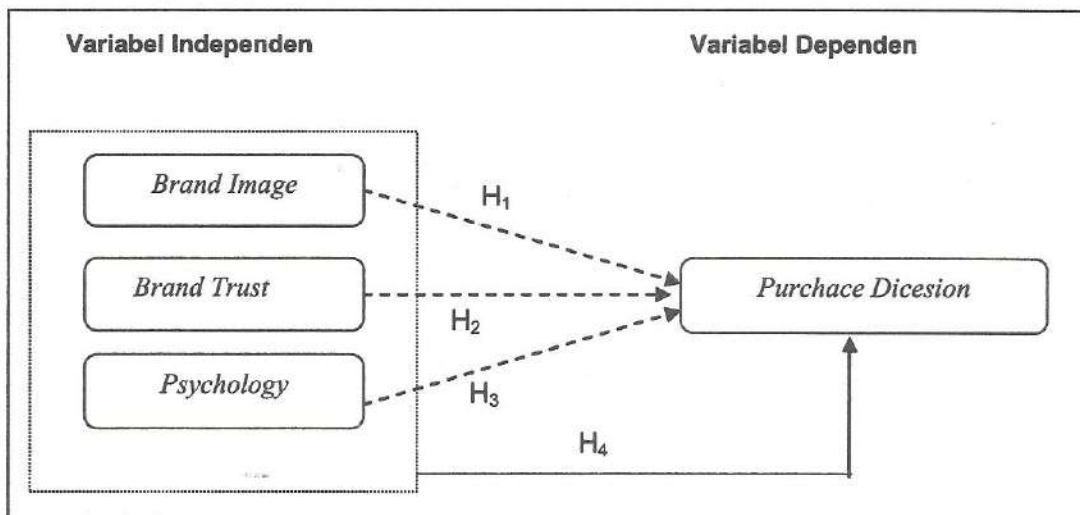 Variabel Independen
Variabel Dependen
Brand Image
H₁
Brand Trust
Purchace Dicesion
H₂
Psychology
H₃
H₄